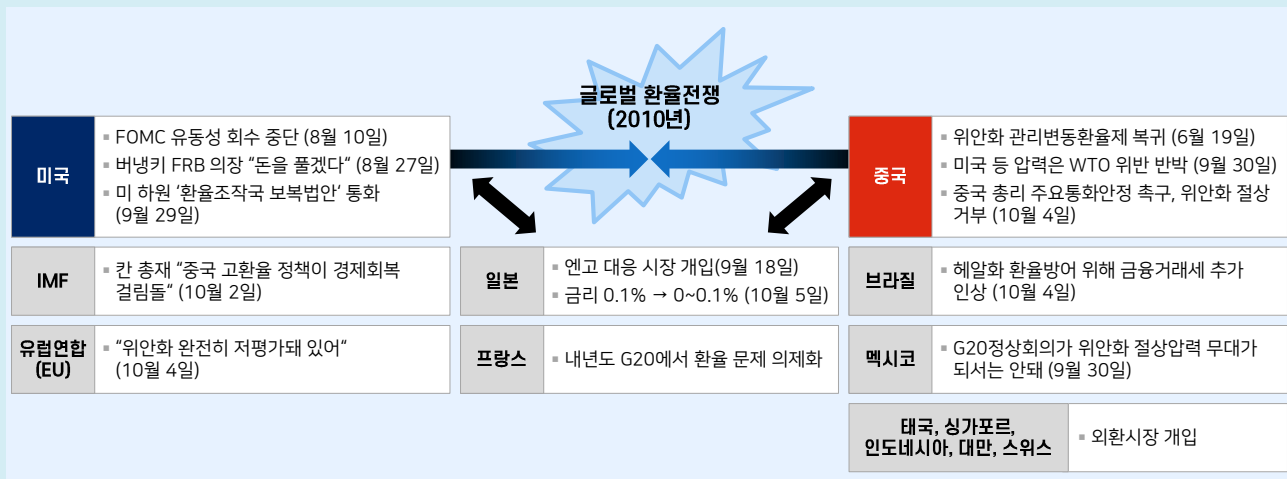 글로벌 환율전쟁
(2010년)
미국
▪ FOMC 유동성 회수 중단 (8월 10일)
▪ 버냉키 FRB 의장 “돈을 풀겠다“ (8월 27일)
▪ 미 하원 ‘환율조작국 보복법안’ 통화
(9월 29일)
중국
▪ 위안화 관리변동환율제 복귀 (6월 19일)
▪ 미국 등 압력은 WTO 위반 반박 (9월 30일)
▪ 중국 총리 주요통화안정 촉구, 위안화 절상
거부 (10월 4일)
IMF
▪ 칸 총재 “중국 고환율 정책이 경제회복
걸림돌“ (10월 2일)
일본
▪ 엔고 대응 시장 개입(9월 18일)
▪ 금리 0.1% → 0~0.1% (10월 5일)
브라질
▪ 헤알화 환율방어 위해 금융거래세 추가
인상 (10월 4일)
유럽연합
(EU)
▪ “위안화 완전히 저평가돼 있어“
(10월 4일)
프랑스
▪ 내년도 G20에서 환율 문제 의제화
멕시코
▪ G20정상회의가 위안화 절상압력 무대가
되서는 안돼 (9월 30일)
태국, 싱가포르,
인도네시아, 대만, 스위스
▪ 외환시장 개입